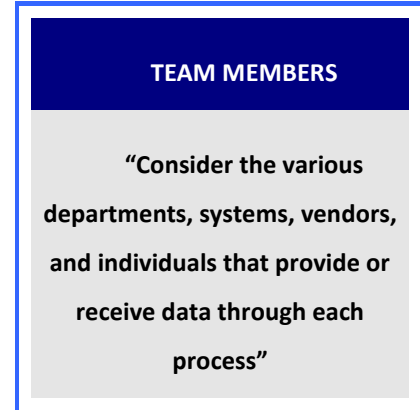 TEAM MEMBERS
“Consider the various
departments, systems, vendors,
and individuals that provide or
receive data through each
process”